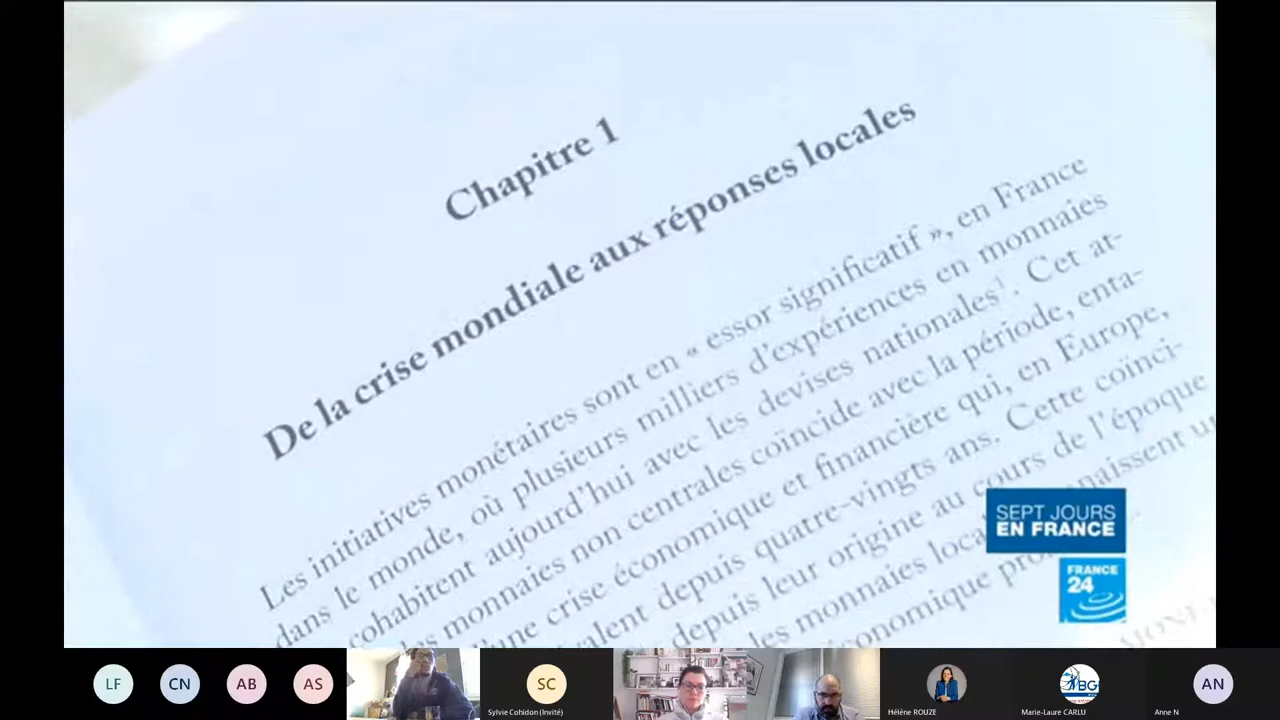 Chapitre 1
De la crise mondiale aux réponses locales
Les initiatives monétaires sont en « essor significatif », en France
dans le monde, où plusieurs milliers d'expériences en monnaies
cohabitent aujourd'hui avec les devises nationales¹. Cet at-
monnaies non centrales coïncide avec la période, enta-
crise économique et financière qui, en Europe,
depuis quatre-vingts ans. Cette coïnci-
depuis leur origine au cours de l'époque
les monnaies
économique
SEPT JOURS
EN FRANCE
FRANCE
24
LF
CN
AB
AS
SC
Sylvie Cohidon (Invité)
Hélène ROUZE
BG
Marie-Laure CARLU
AN
Anne N